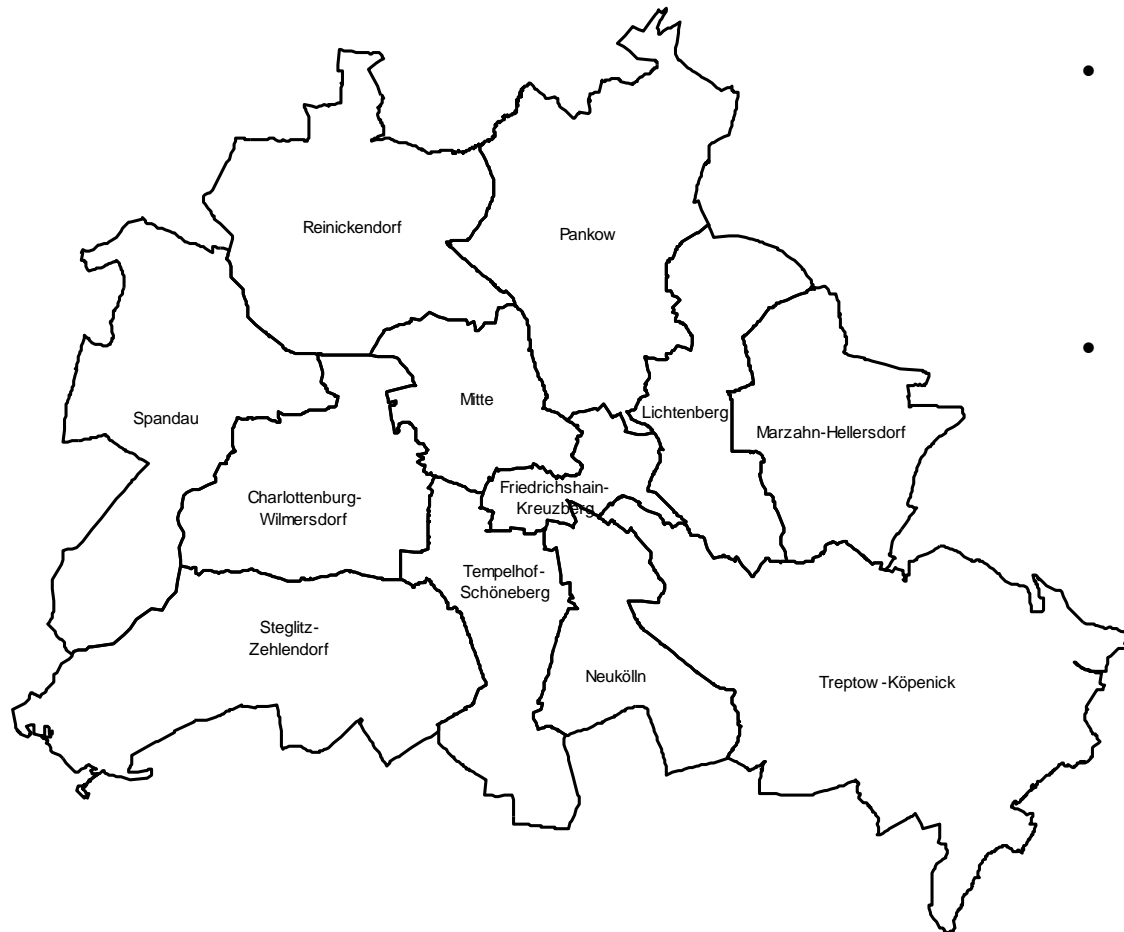 Reinickendorf
Pankow
Mitte
Spandau
Lichtenberg
Marzahn-Hellersdorf
Charlottenburg-
Wilmersdorf
Friedrichshain-
Kreuzberg
Tempelhof-
Schöneberg
Steglitz-
Zehlendorf
Neukölln
Treptow-Köpenick